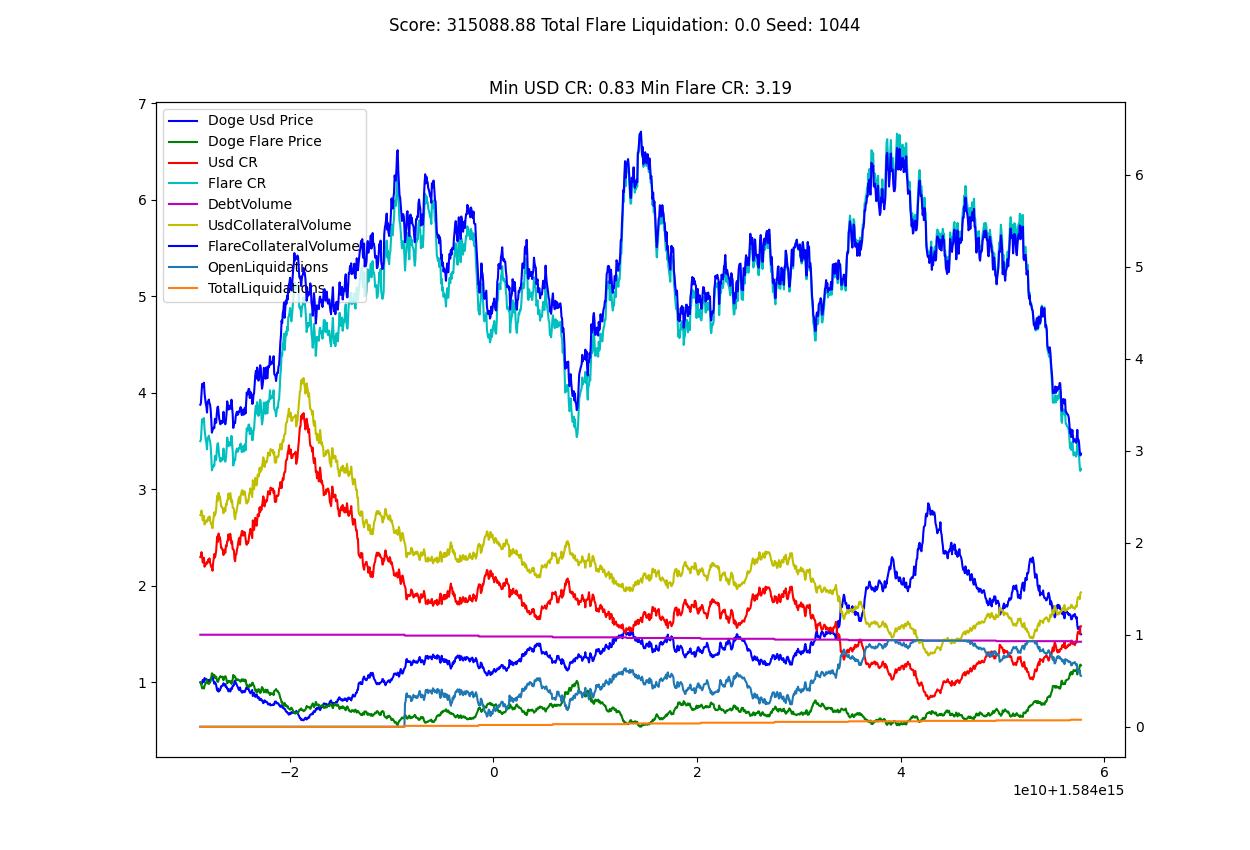 Score: 315088.88 Total Flare Liquidation: 0.0 Seed: 1044
Min USD CR: 0.83 Min Flare CR: 3.19
Doge Usd Price
Doge Flare Price
Usd CR
Flare CR
DebtVolume
UsdCollateralVolume
FlareCollateralVolume
OpenLiquidations
TotalLiquidations
7
6
5
4
3
2
1
6
5
4
3
2
1
0
−2
0
2
4
6
1e10+1.584e15